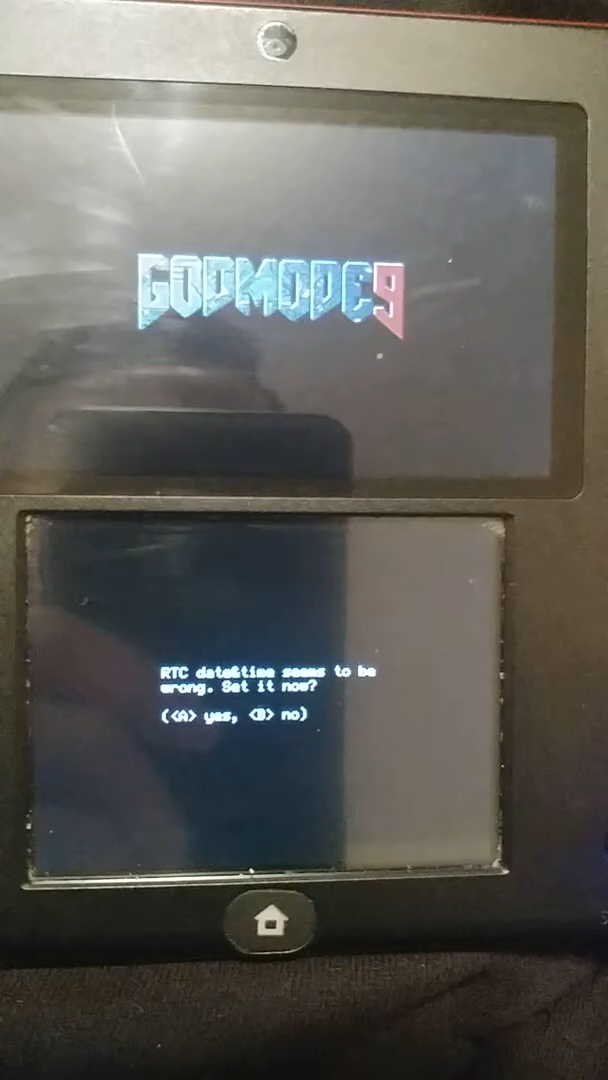 GODMODE9
RTC date&time seems to be
wrong. Set it now?
(<A> yes, <B> no)